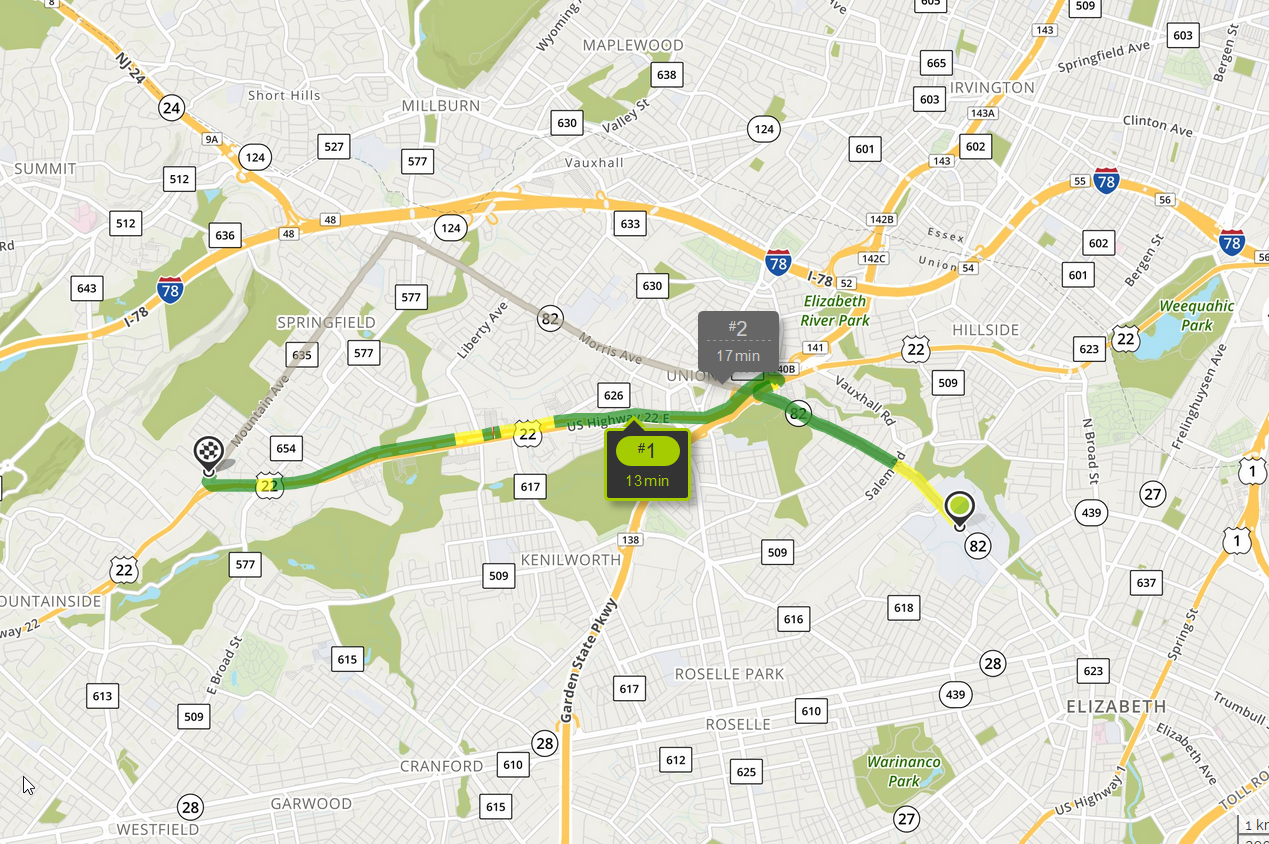 8
605
509
143
603
Wyoming
MAPLEWOOD
Springfield Ave
Bergen St
NJ-24
638
665
Short Hills
IRVINGTON
603
24
MILLBURN
Valley St
143A
630
124
Clinton Ave
9A
527
601
602
124
577
Vauxhall
143
SUMMIT
512
55
78
56
512
48
633
142B
636
124
Essex
602
78
Rd
48
Bergen St
142C
56
78
Union
54
601
643
I-78
630
I-78
52
577
Elizabeth
River Park
Weequahic
Park
Liberty Ave
82
SPRINGFIELD
#2
HILLSIDE
22
635
577
Morris Ave
17 min
141
22
623
UNION
40B
Mountain Ave
626
Vauxhall Rd
509
Frelinghuysen Ave
US Highway 22 E
82
22
654
#1
N Broad St
13 min
Salem Rd
1
22
617
27
439
138
82
1
22
577
KENILWORTH
509
509
637
OUNTAINSIDE
618
way 22
616
Spring St
E Broad St
615
Garden State Pkwy
28
ROSELLE PARK
623
613
617
439
Trumbull
509
610
ELIZABETH
ROSELLE
28
Elizabeth Ave
CRANFORD
610
612
625
Warinanco
Park
TOLL RO
GARWOOD
28
615
US Highway 1
27
WESTFIELD
1 k